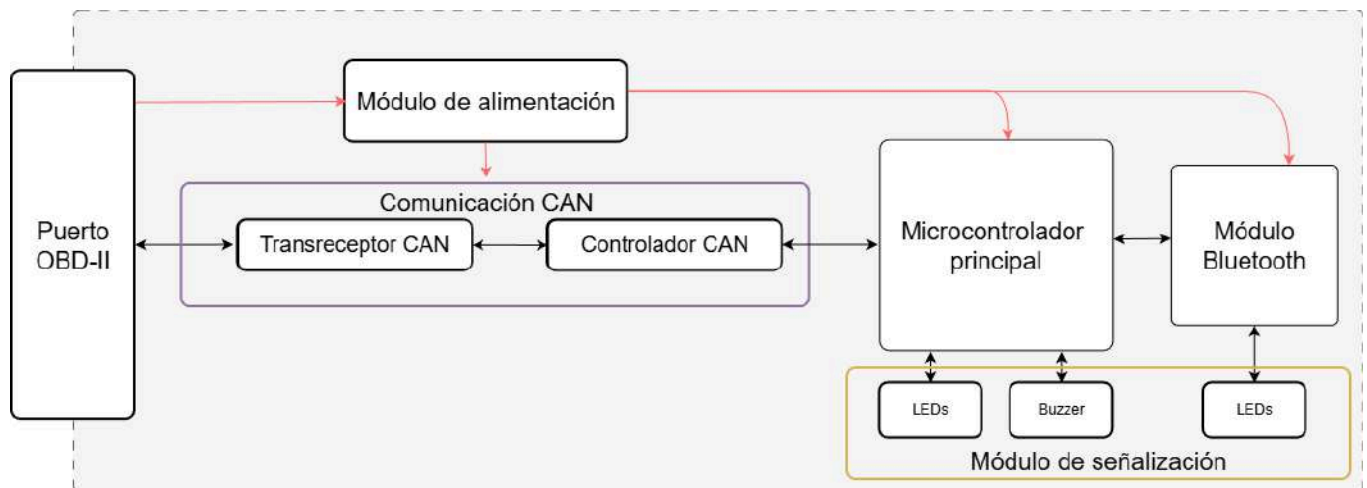 Módulo de alimentación
Puerto
OBD-II
Comunicación CAN
Transreceptor CAN
Controlador CAN
Microcontrolador
principal
Módulo
Bluetooth
LEDs
Buzzer
LEDs
Módulo de señalización